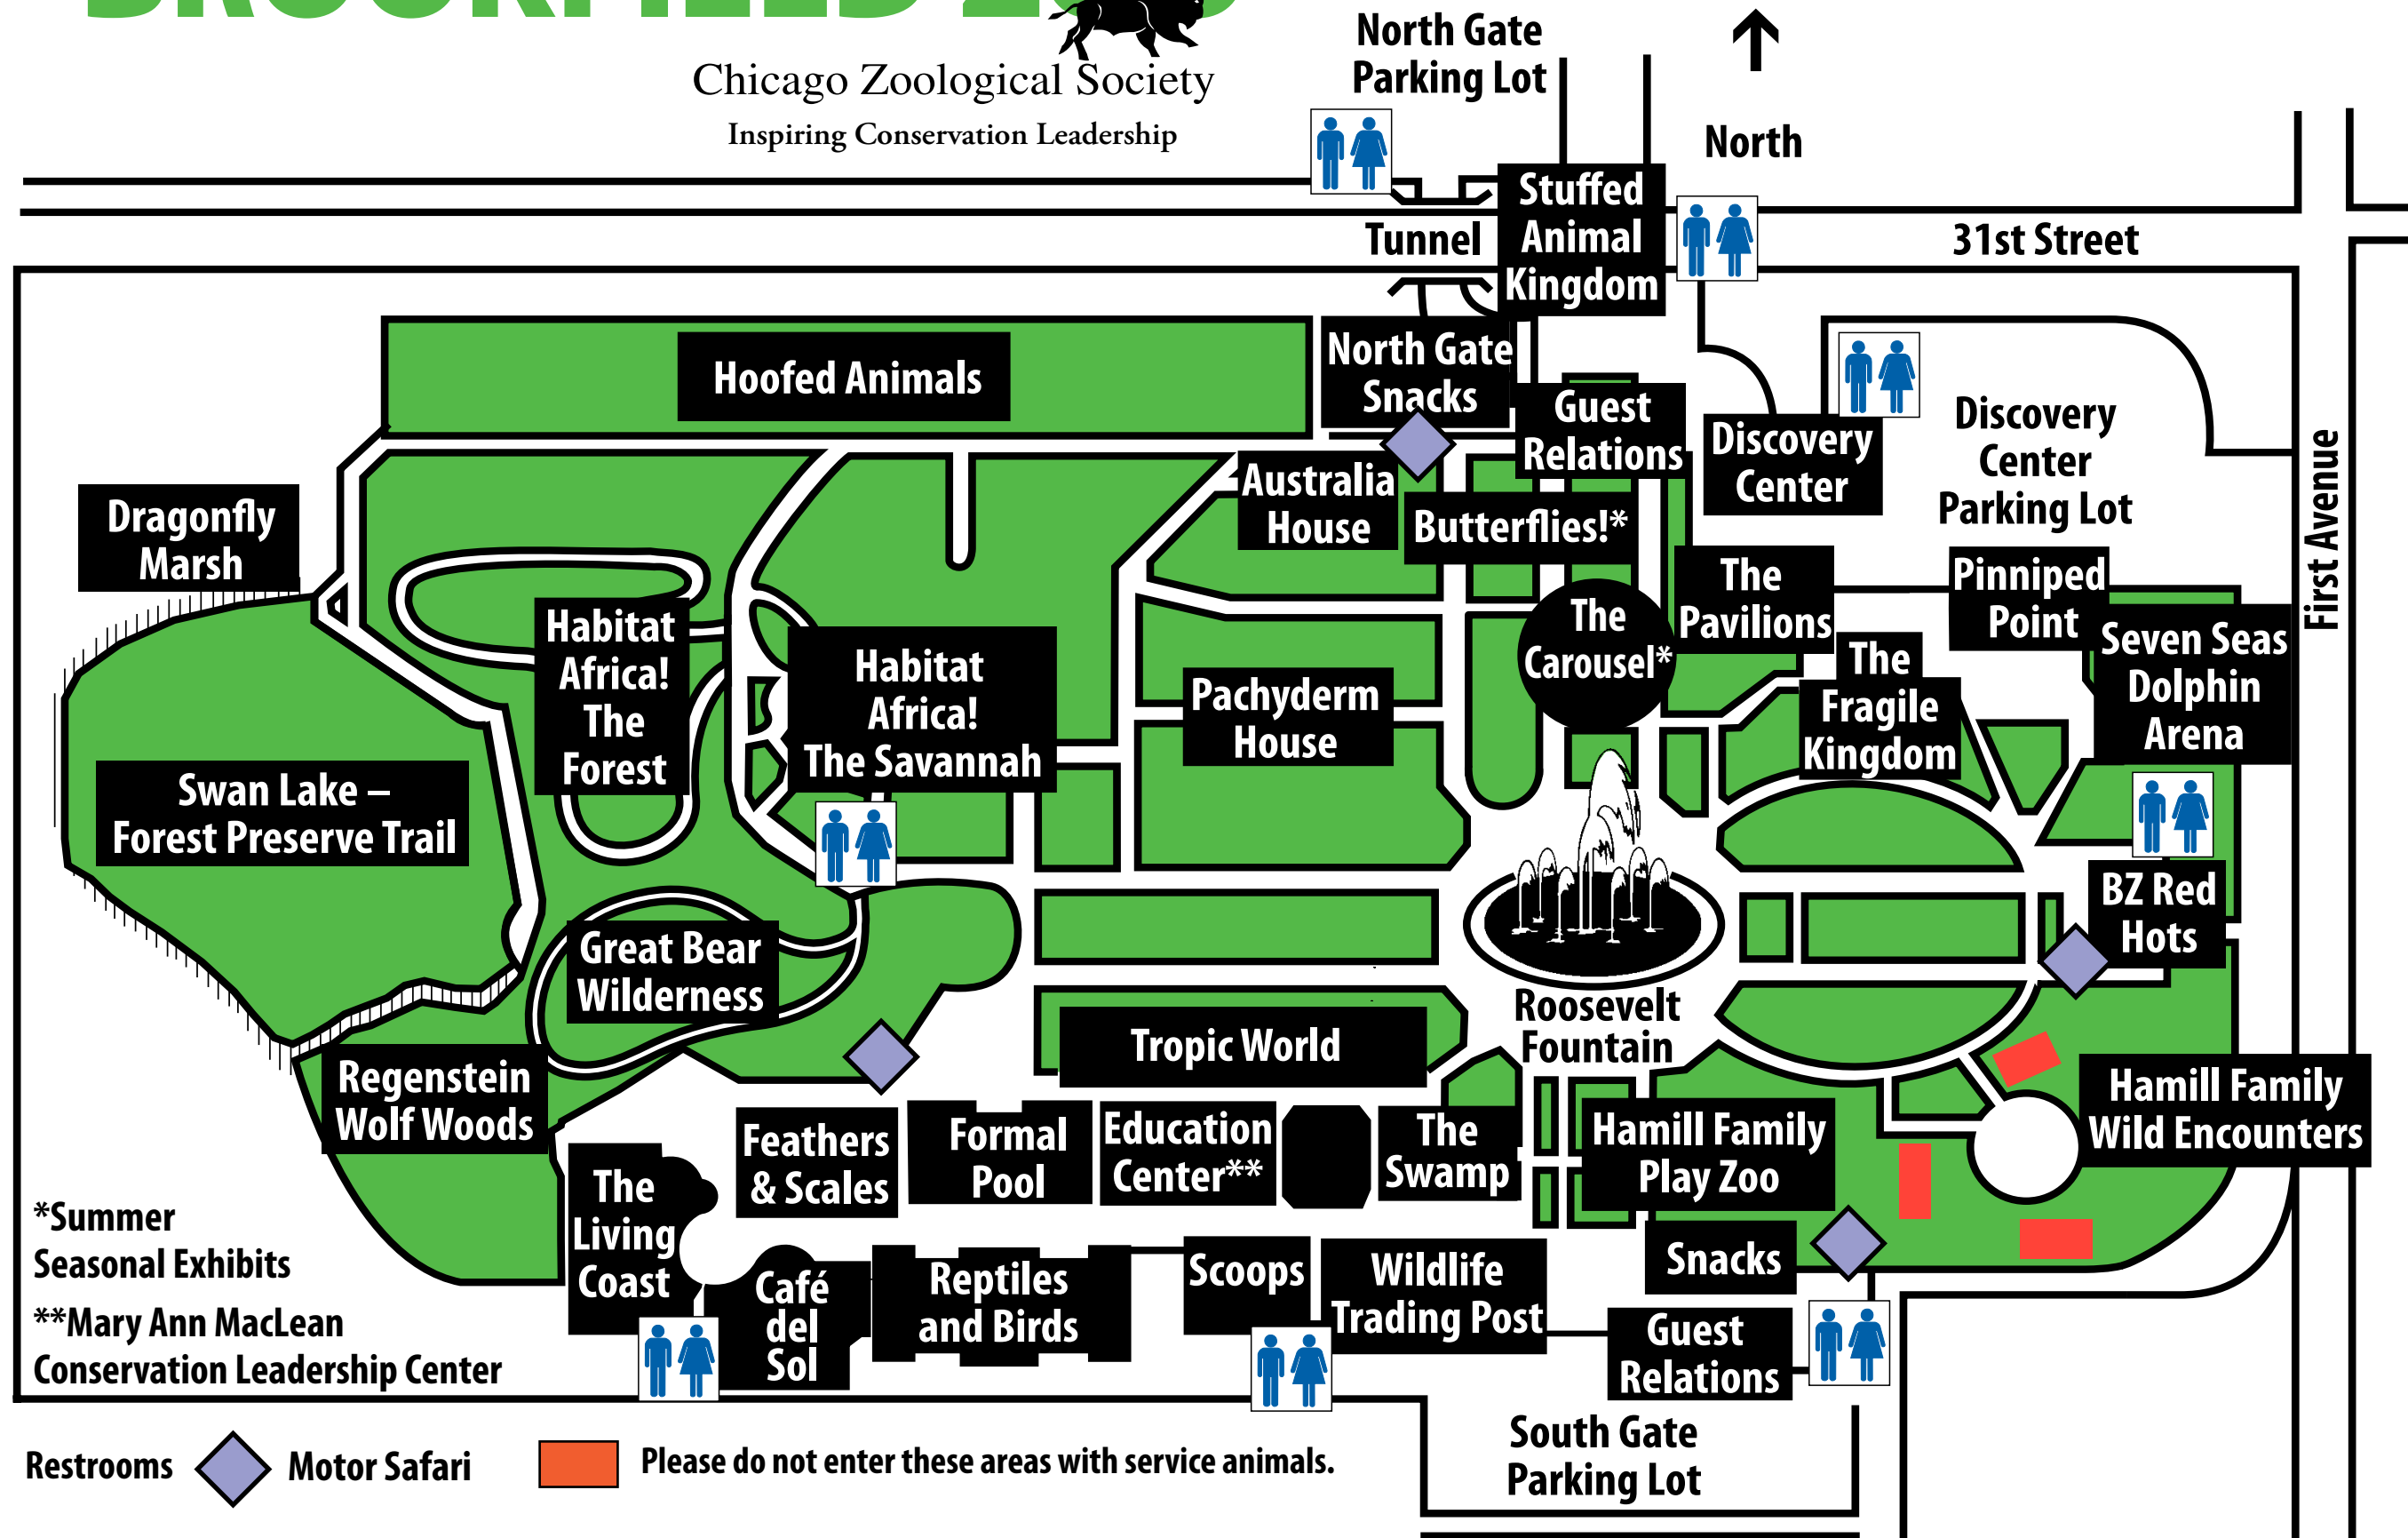 BROOKFIELD ZOO
Chicago Zoological Society
Inspiring Conservation Leadership
North Gate
Parking Lot
North
Stuffed
Animal
Kingdom
Tunnel
31st Street
Hoofed Animals
North Gate
Snacks
Guest
Relations
Discovery
Center
Discovery
Center
Parking Lot
First Avenue
Australia
House
Butterflies!*
Dragonfly
Marsh
The
Pavilions
Pinniped
Point
Habitat
Africa!
The
Forest
Habitat
Africa!
The Savannah
The
Carousel*
The
Fragile
Kingdom
Seven Seas
Dolphin
Arena
Pachyderm
House
Swan Lake –
Forest Preserve Trail
BZ Red
Hots
Great Bear
Wilderness
Roosevelt
Fountain
Tropic World
Regenstein
Wolf Woods
Hamill Family
Wild Encounters
Feathers
& Scales
Formal
Pool
Education
Center**
The
Swamp
Hamill Family
Play Zoo
The
Living
Coast
*Summer
Seasonal Exhibits
**Mary Ann MacLean
Conservation Leadership Center
Café
del
Sol
Reptiles
and Birds
Scoops
Wildlife
Trading Post
Snacks
Guest
Relations
South Gate
Parking Lot
Restrooms
Motor Safari
Please do not enter these areas with service animals.